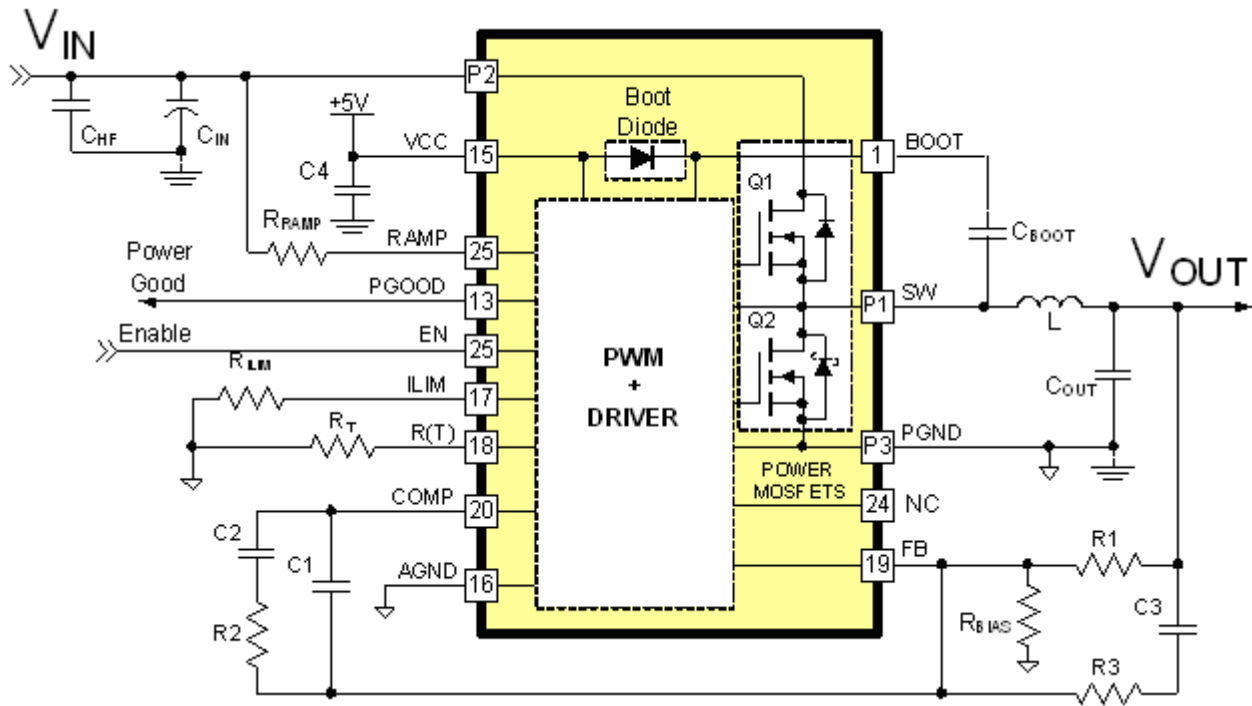 VIN
P2
+5V
Boot
Diode
CHF
CIN
VCC
15
1
BOOT
C4
Q1
RRAMP
RAMP
25
CBOOT
Power
Good
PGOOD
13
VOUT
P1
SW
L
Enable
EN
25
Q2
PWM
+
DRIVER
RILIM
ILIM
17
COUT
RT
R(T)
18
P3
PGND
POWER
MOSFETS
COMP
20
24
NC
C2
C1
R1
19
FB
AGND
16
C3
R2
RBIAS
R3